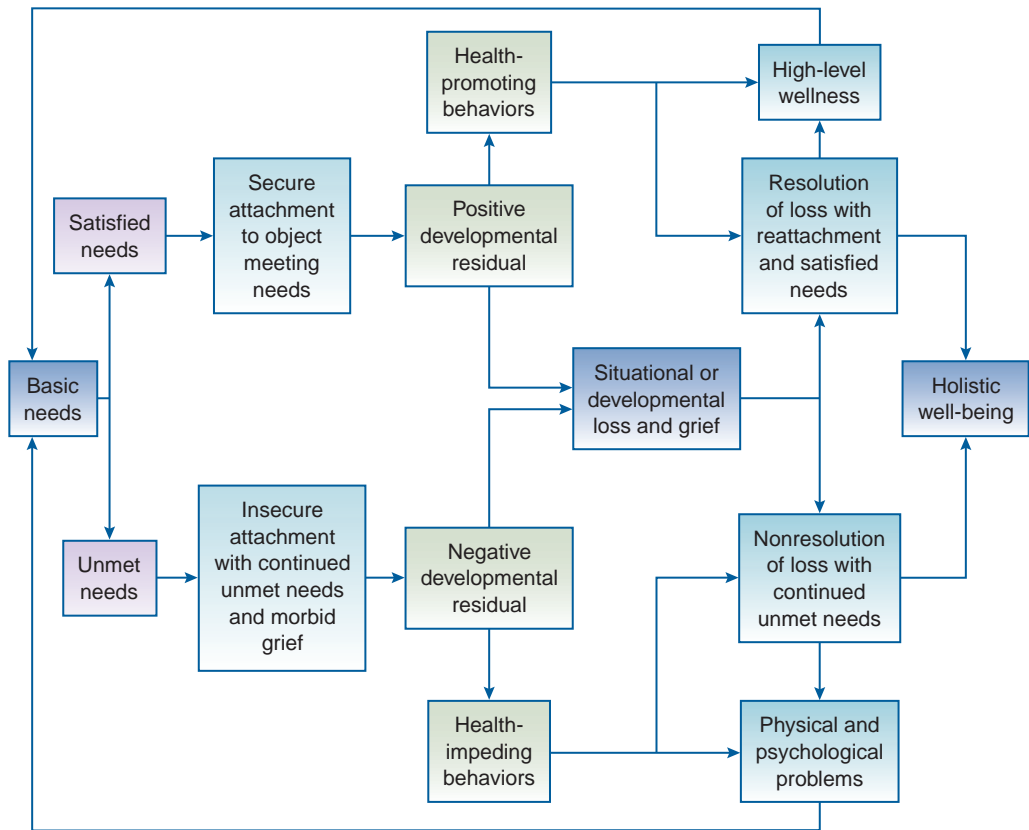 Health-
promoting
behaviors
High-level
wellness
Satisfied
needs
Secure
attachment
to object
meeting
needs
Positive
developmental
residual
Resolution
of loss with
reattachment
and satisfied
needs
Basic
needs
Situational or
developmental
loss and grief
Holistic
well-being
Unmet
needs
Insecure
attachment
with continued
unmet needs
and morbid
grief
Negative
developmental
residual
Nonresolution
of loss with
continued
unmet needs
Health-
impeding
behaviors
Physical and
psychological
problems